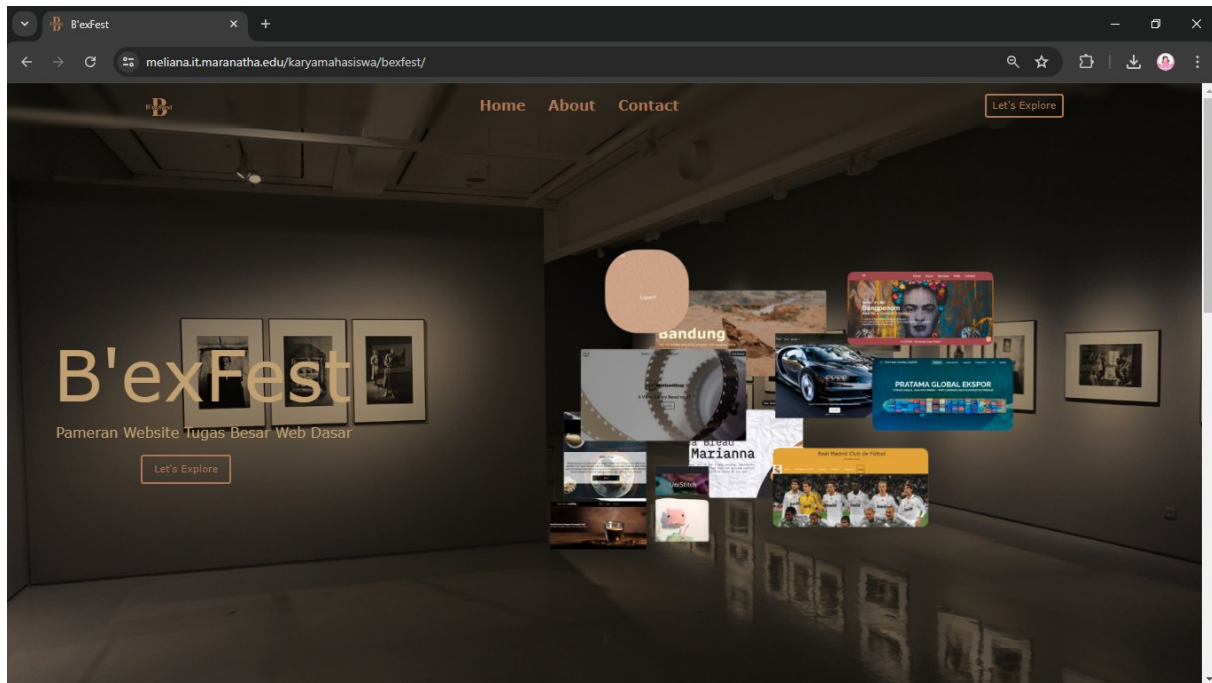 B'exFest
meliana.it.maranatha.edu/karyamahasiswa/bexfest/
B
Home About Contact
Let's Explore
B'exFest
Pameran Website Tugas Besar Web Dasar
Let's Explore
Bandung
PRATAMA GLOBAL EKSPOR
Marianna
Real Madrid Club de Fútbol
UniStitch